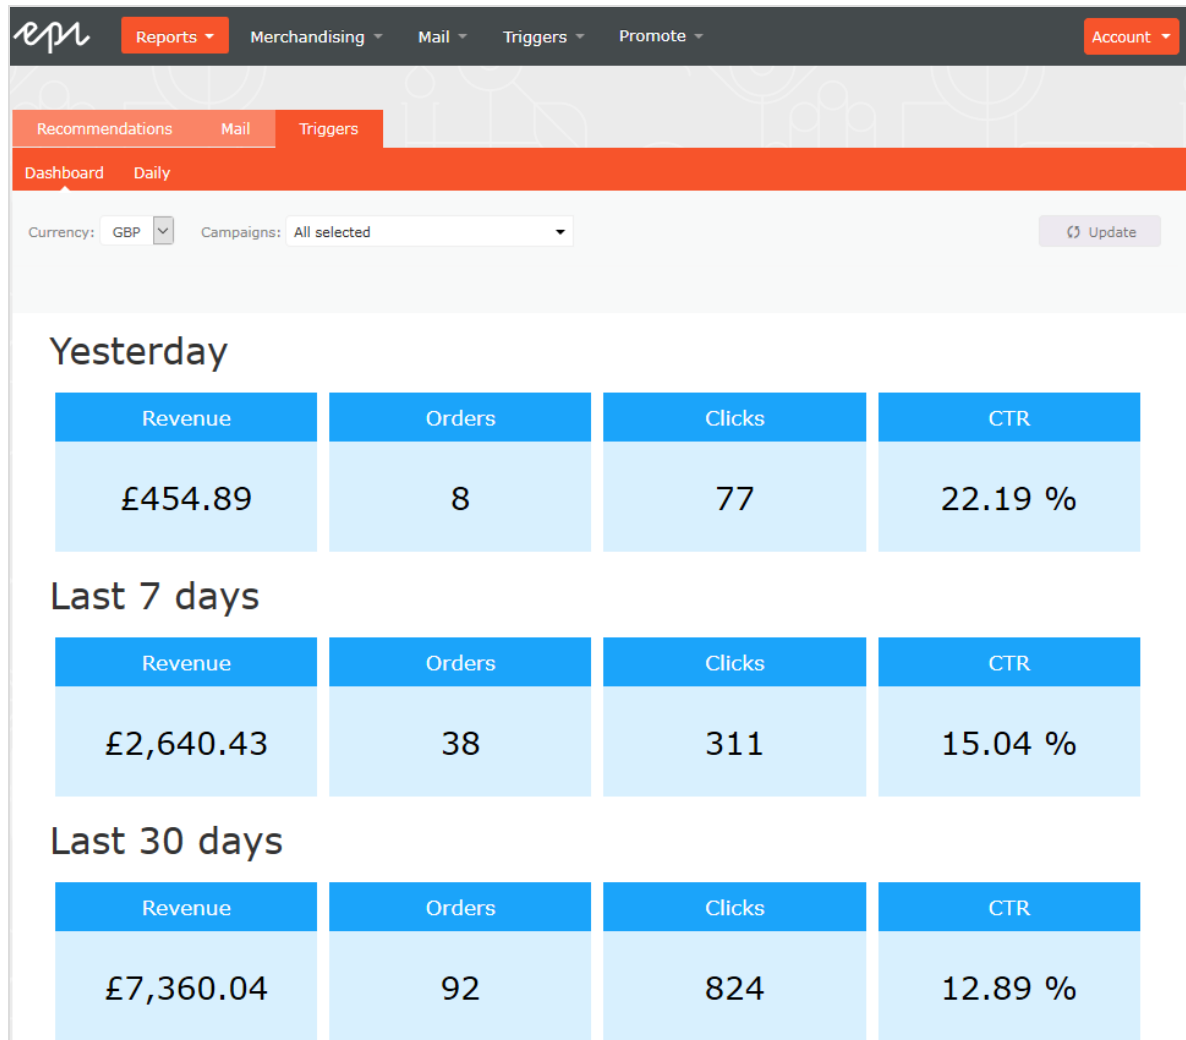 epi Reports Merchandising Mail Triggers Promote Account
Recommendations Mail Triggers
Dashboard Daily
Currency: GBP Campaigns: All selected Update
Yesterday
Revenue Orders Clicks CTR
£454.89 8 77 22.19 %
Last 7 days
Revenue Orders Clicks CTR
£2,640.43 38 311 15.04 %
Last 30 days
Revenue Orders Clicks CTR
£7,360.04 92 824 12.89 %